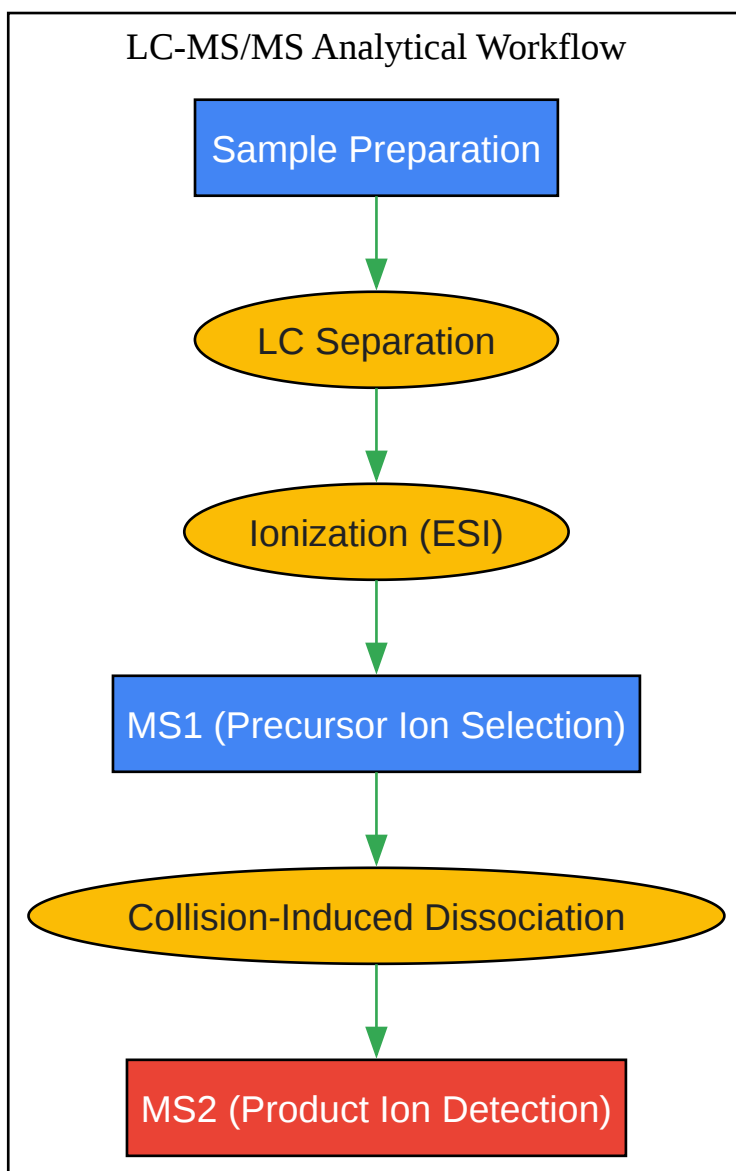 LC-MS/MS Analytical Workflow
Sample Preparation
LC Separation
Ionization (ESI)
MS1 (Precursor Ion Selection)
Collision-Induced Dissociation
MS2 (Product Ion Detection)